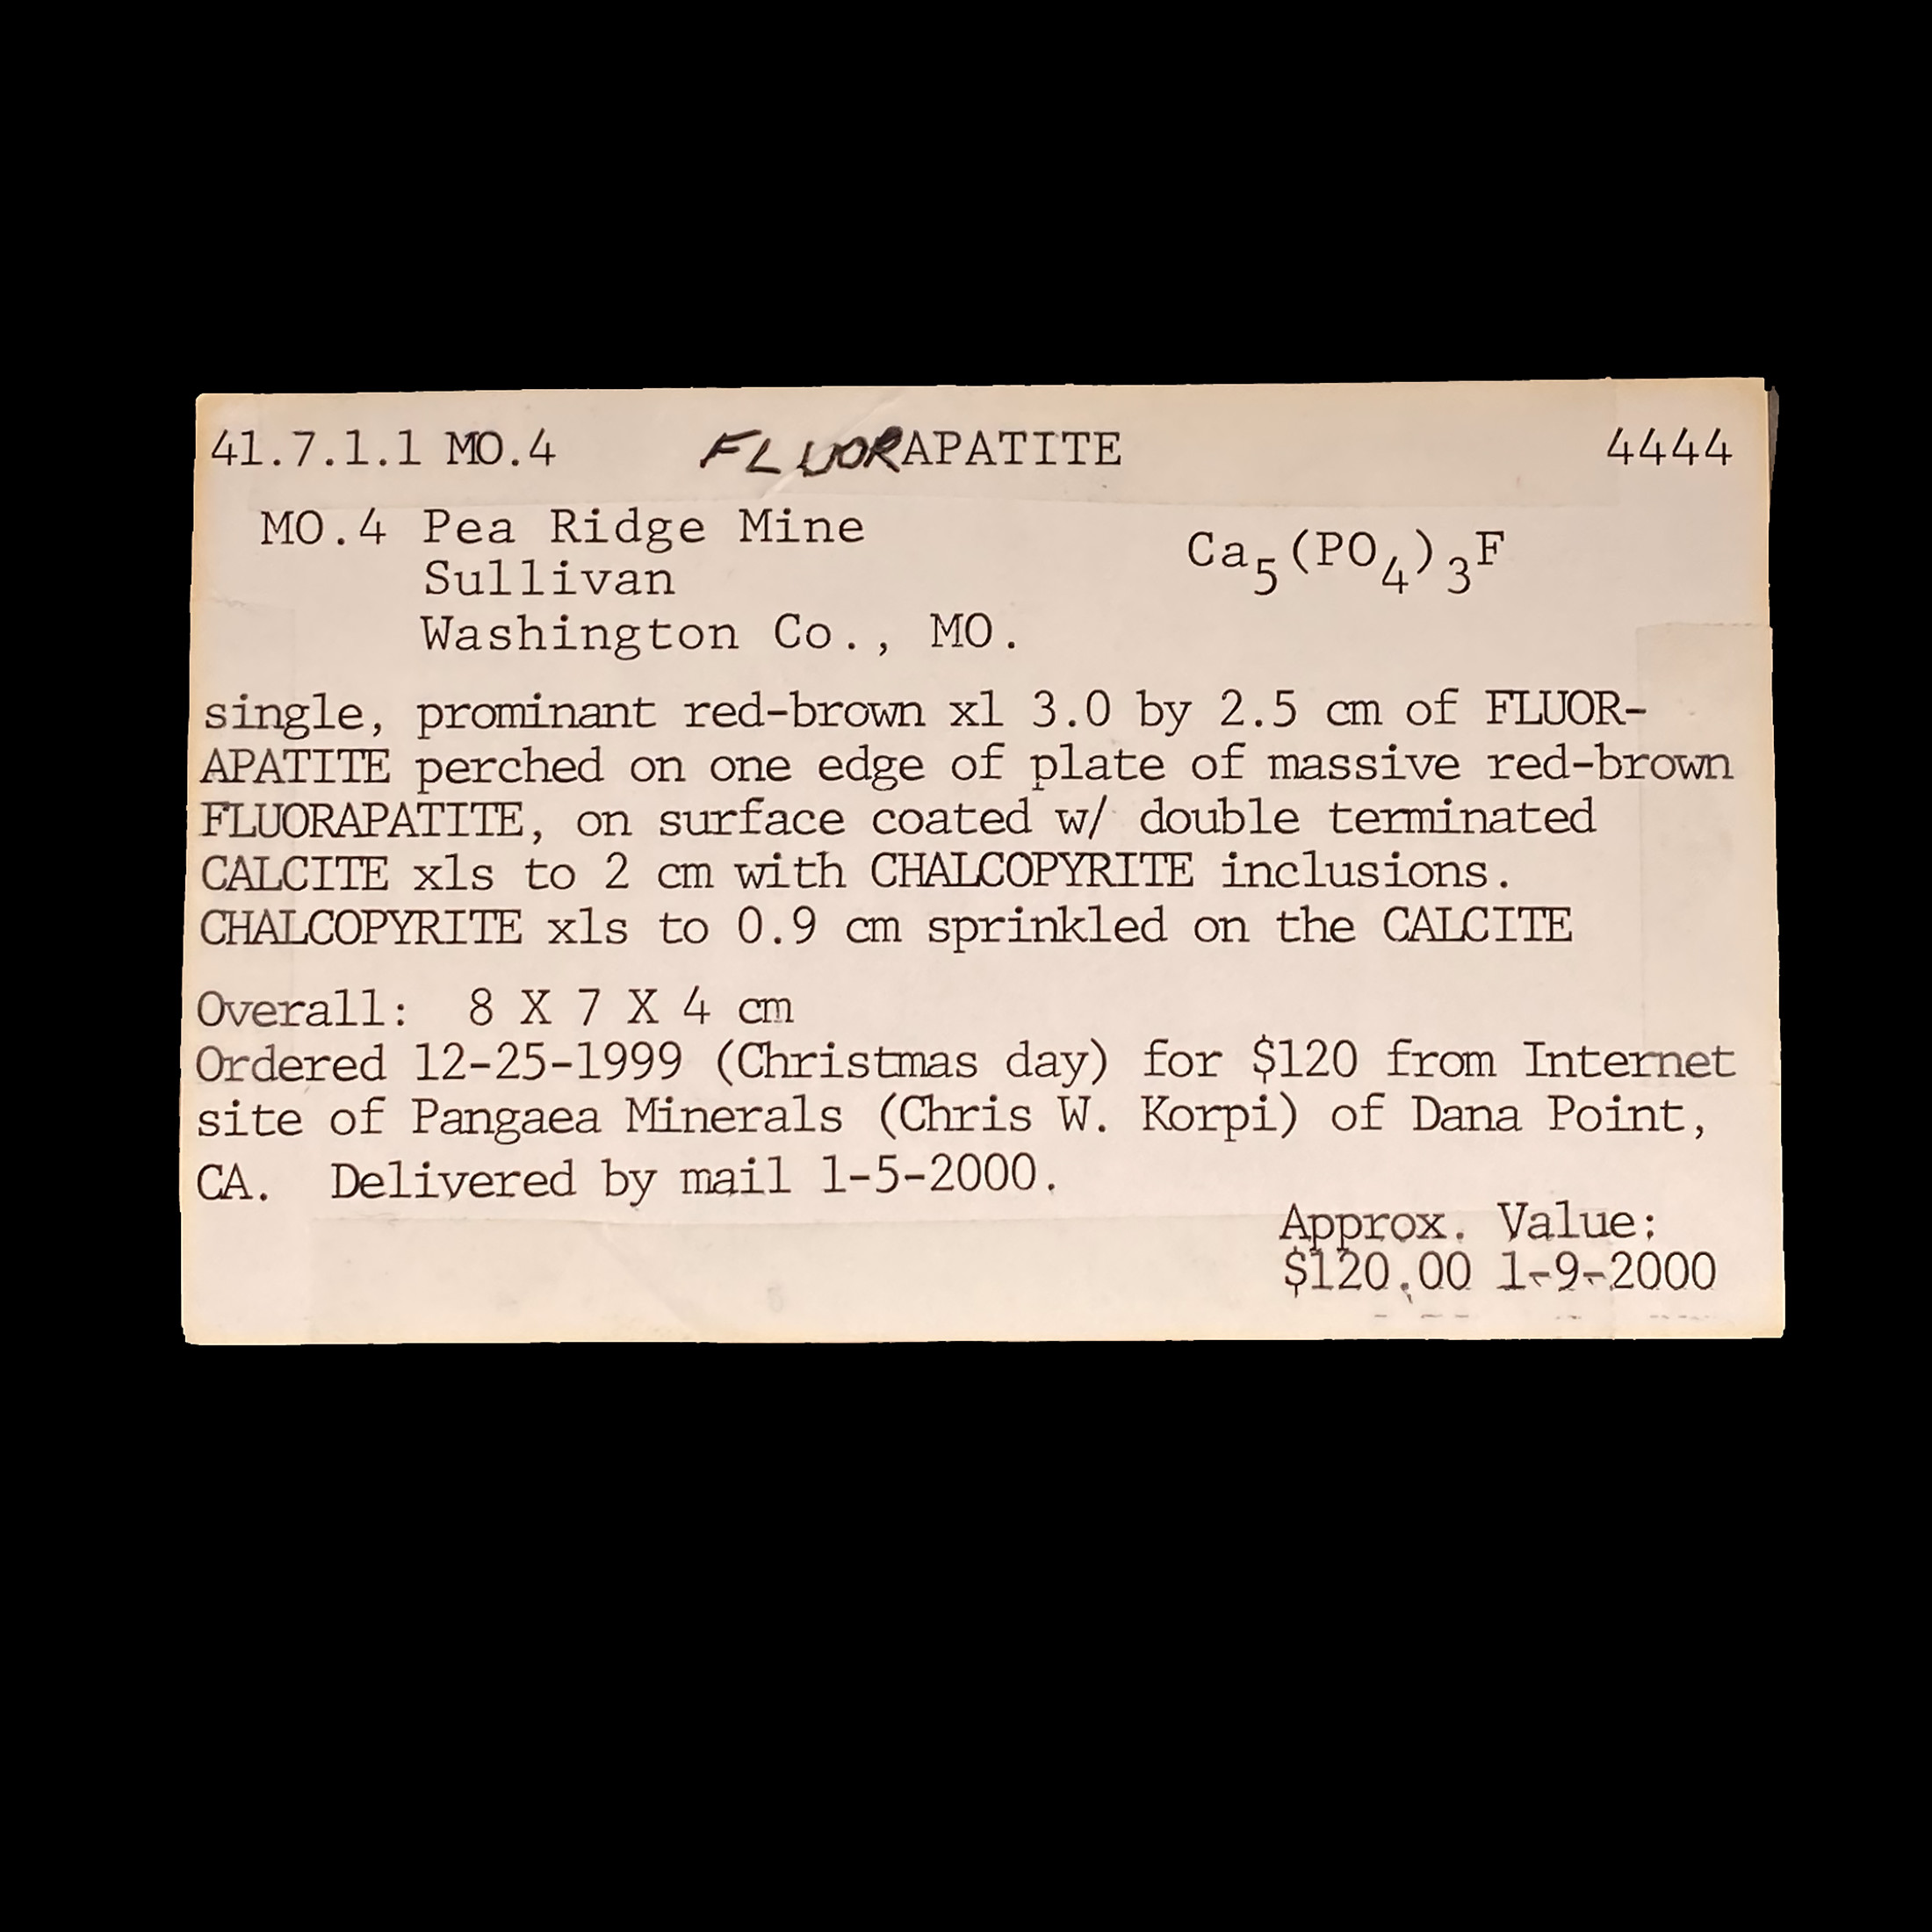 41.7.1.1 MO.4 FLUORAPATITE 4444
MO.4 Pea Ridge Mine Ca5(PO4)3F
Sullivan
Washington Co., MO.
single, prominant red-brown xl 3.0 by 2.5 cm of FLUOR-
APATITE perched on one edge of plate of massive red-brown
FLUORAPATITE, on surface coated w/ double terminated
CALCITE xls to 2 cm with CHALCOPYRITE inclusions.
CHALCOPYRITE xls to 0.9 cm sprinkled on the CALCITE
Overall: 8 X 7 X 4 cm
Ordered 12-25-1999 (Christmas day) for $120 from Internet
site of Pangaea Minerals (Chris W. Korpi) of Dana Point,
CA. Delivered by mail 1-5-2000.
Approx. Value:
$120.00 1-9-2000